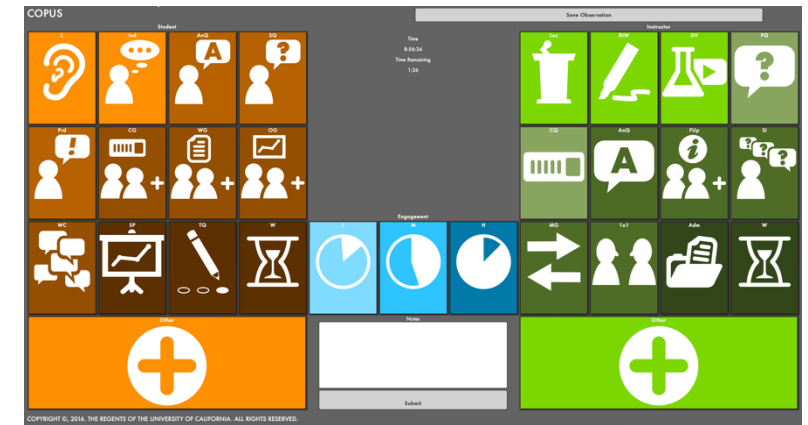 COPUS
Save Observation
Student
Instructor
Time
8:56:34
Time Remaining
1:26
L
Ind
AnQ
SQ
Lec
RtW
DV
PQ
A
?
?
Prd
CG
WG
OG
CQ
AnQ
FUp
SI
!
A
i
? ? ?
Engagement
WC
SP
TQ
W
L
M
H
MG
1o1
Adm
W
Other
Notes
Other
Submit
COPYRIGHT ©, 2016. THE REGENTS OF THE UNIVERSITY OF CALIFORNIA. ALL RIGHTS RESERVED.